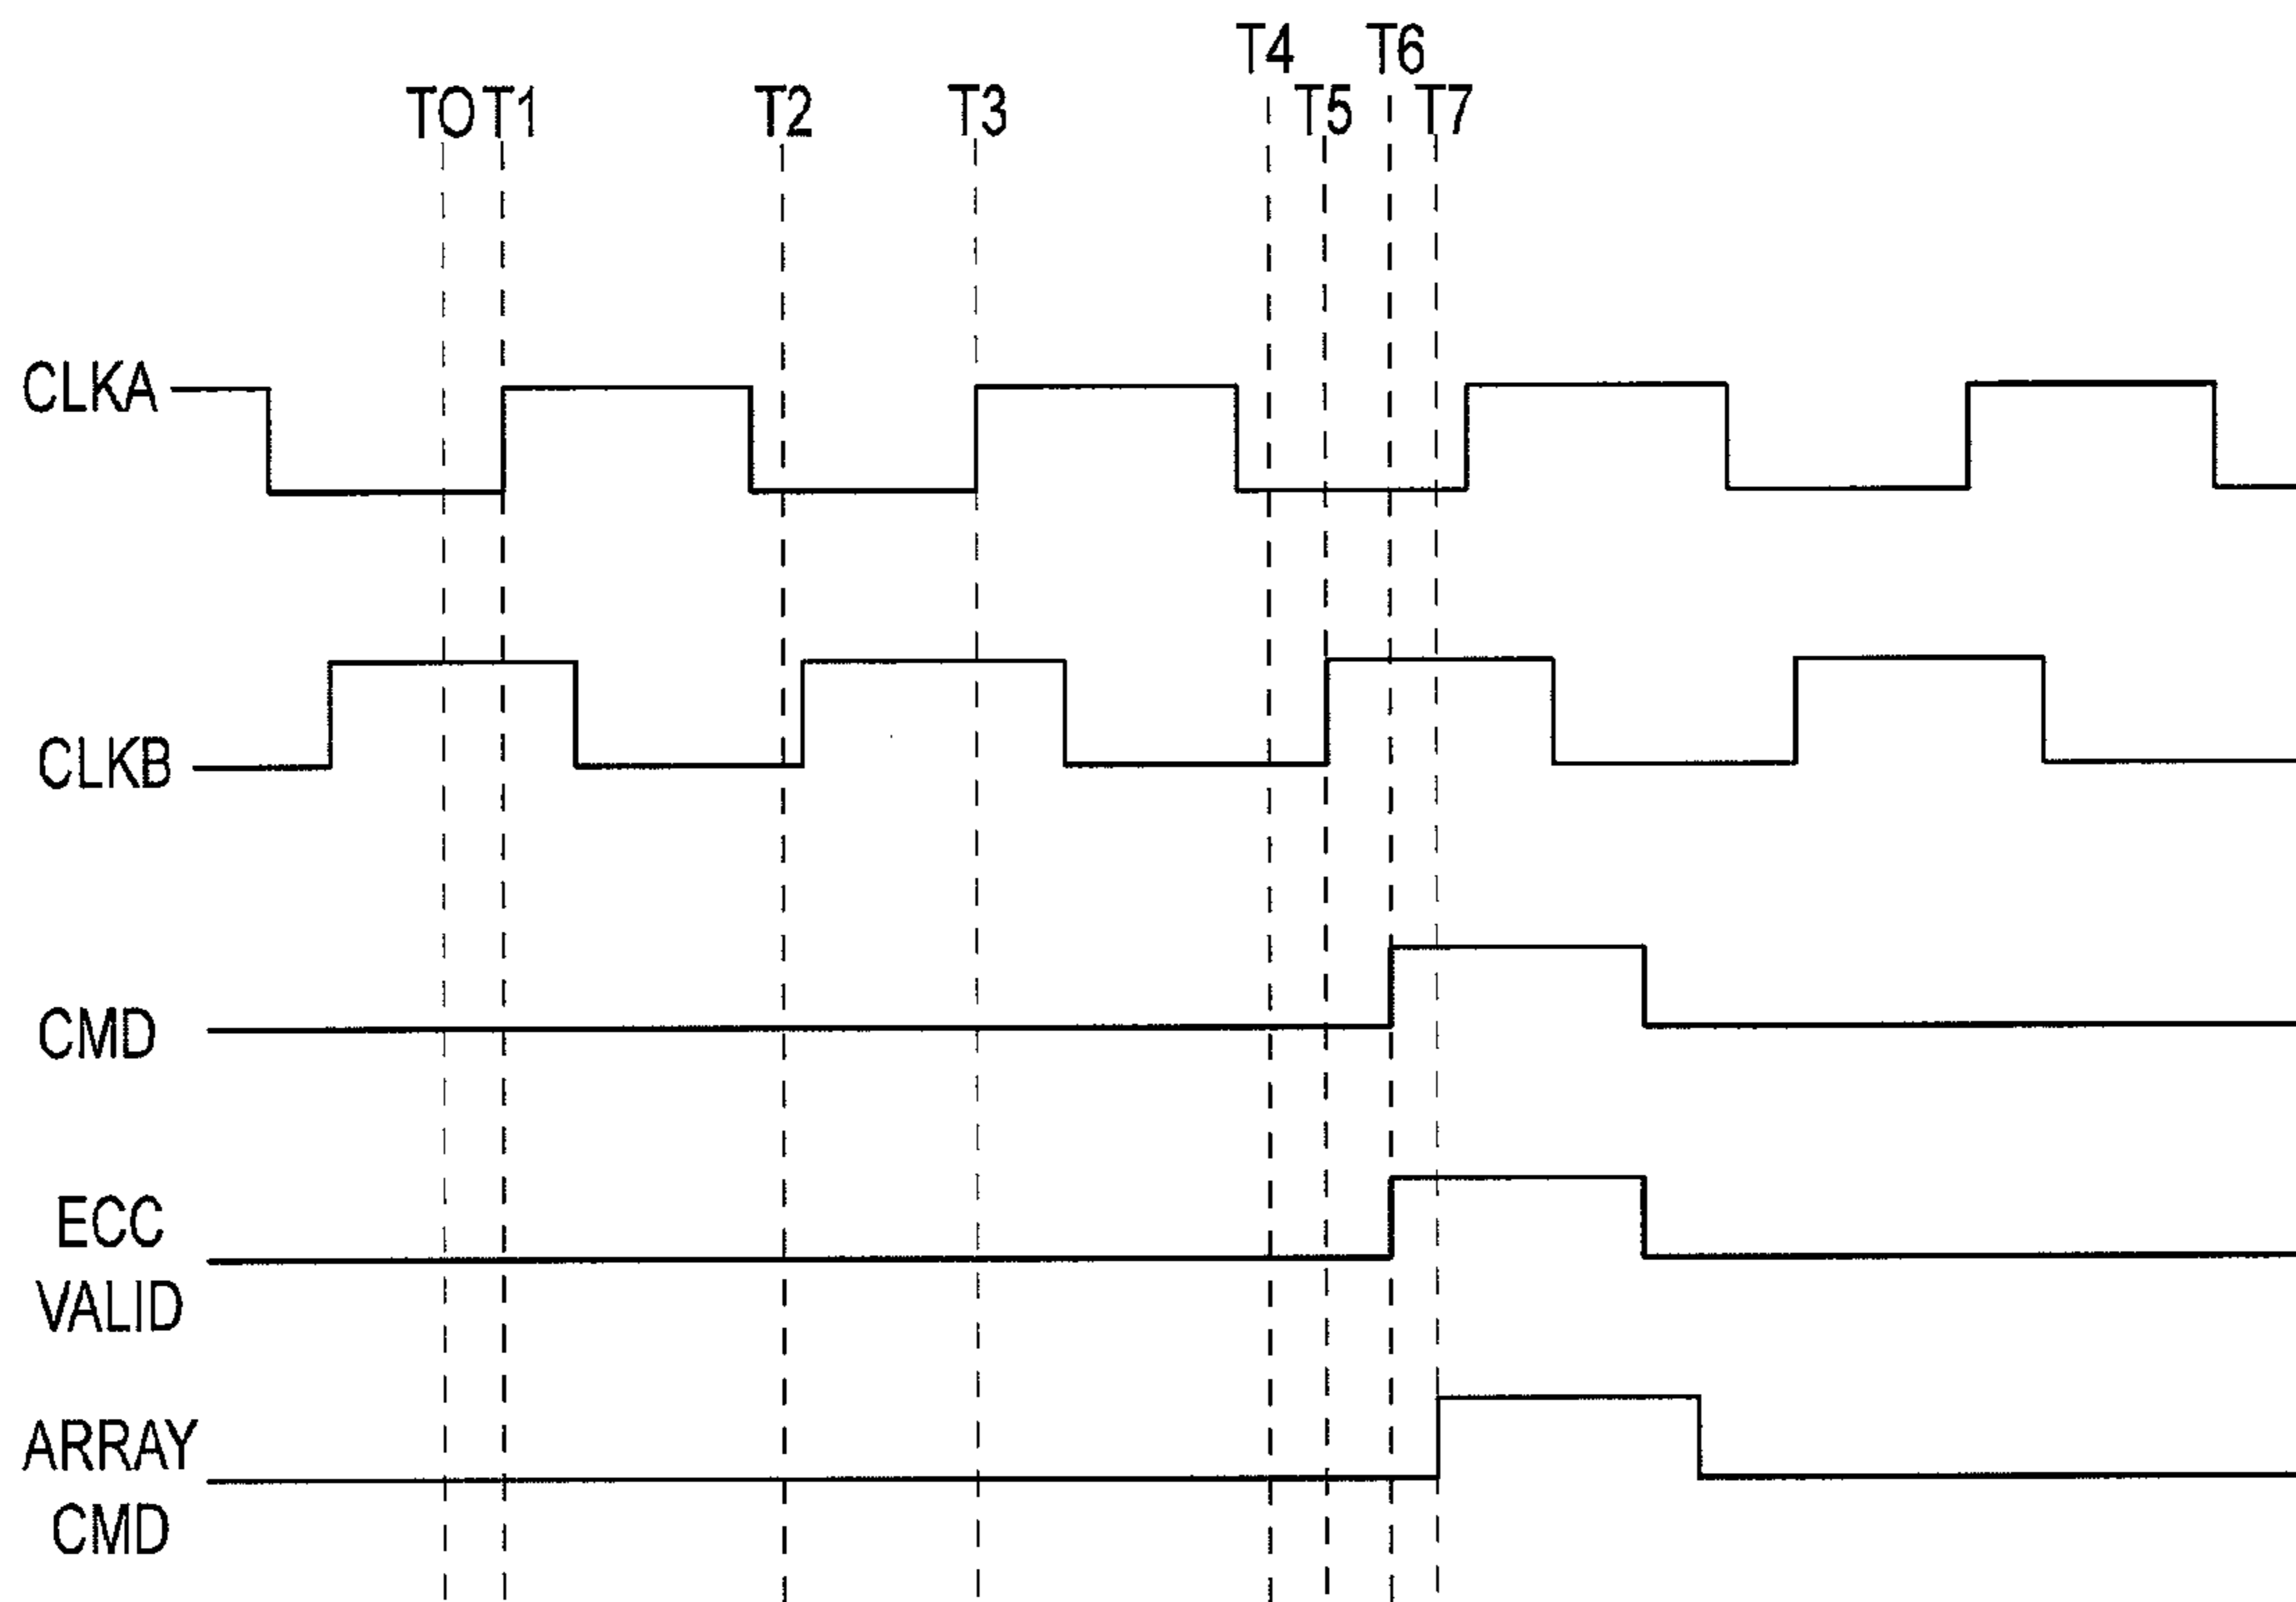 T4 T6
T0 T1 T2 T3 T5 T7
CLKA
CLKB
CMD
ECC
VALID
ARRAY
CMD